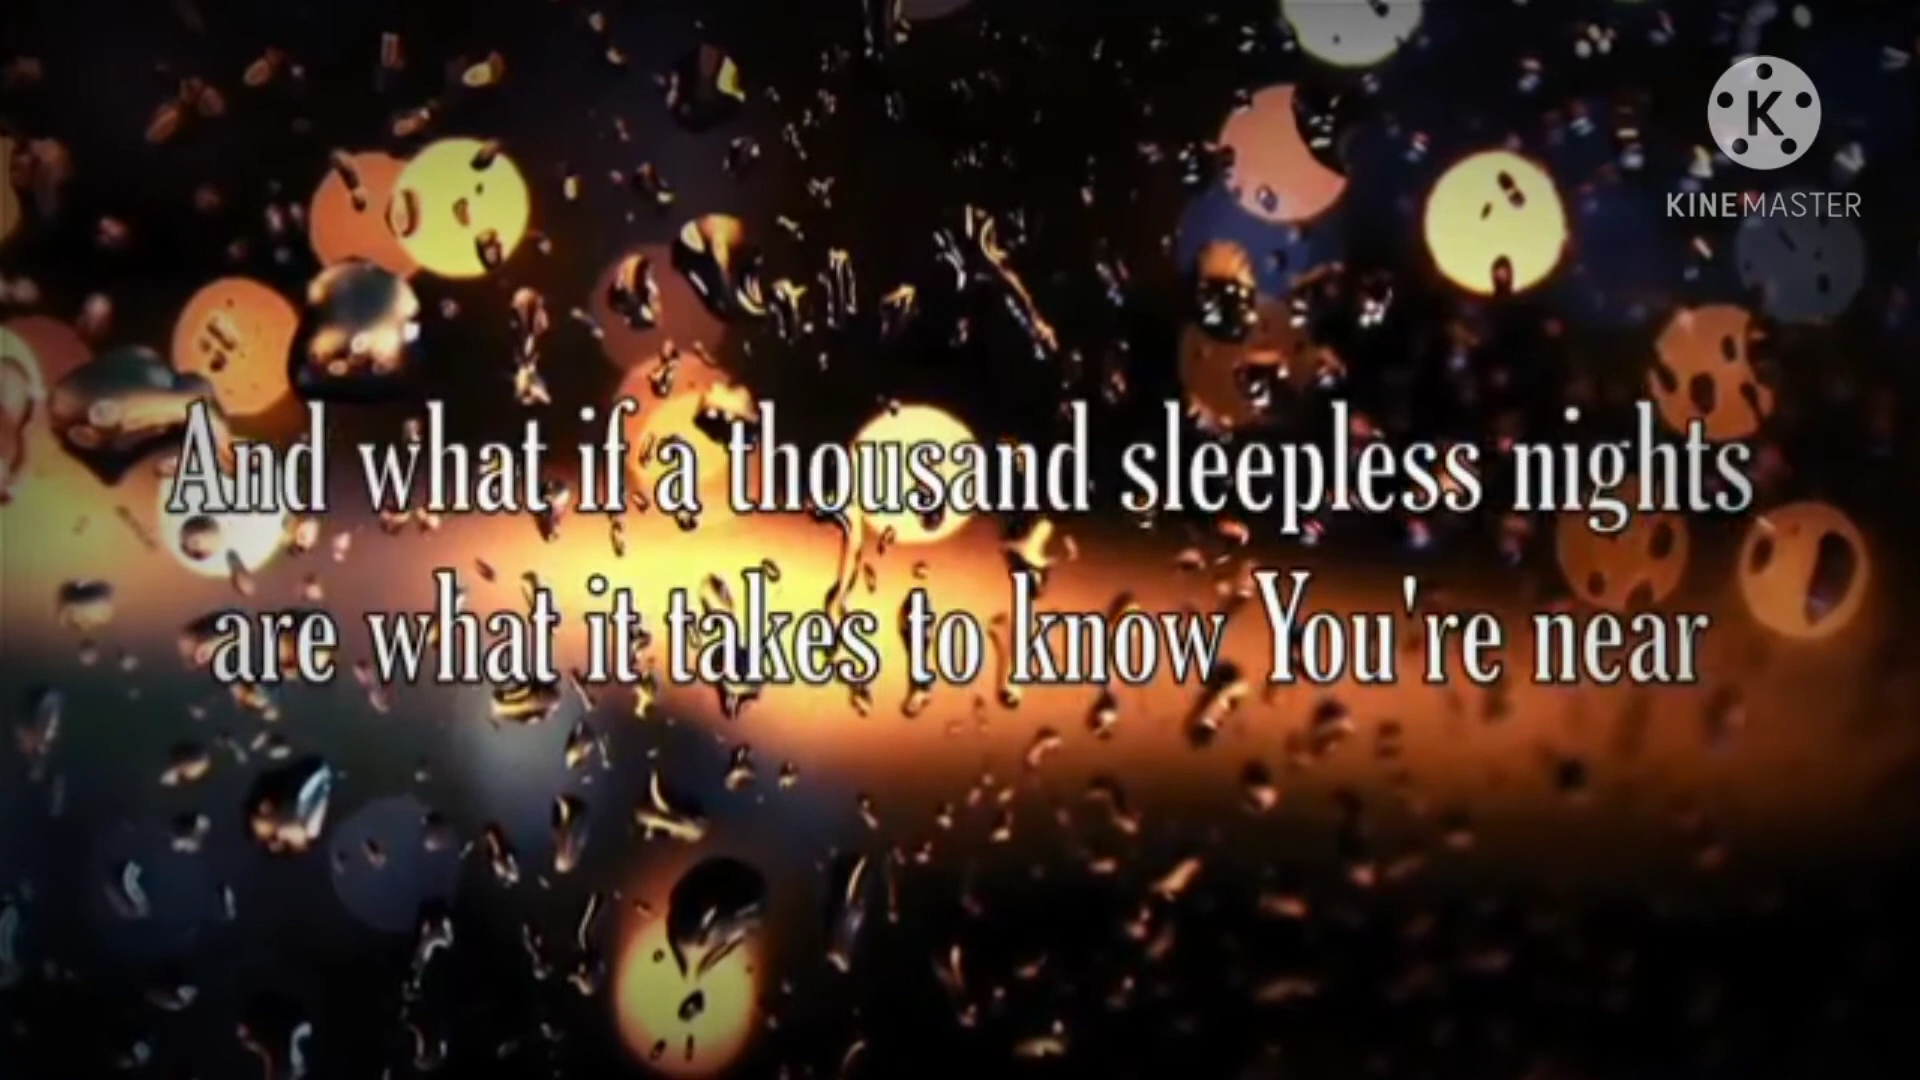 K
KINEMASTER
And what if a thousand sleepless nights
are what it takes to know You're near